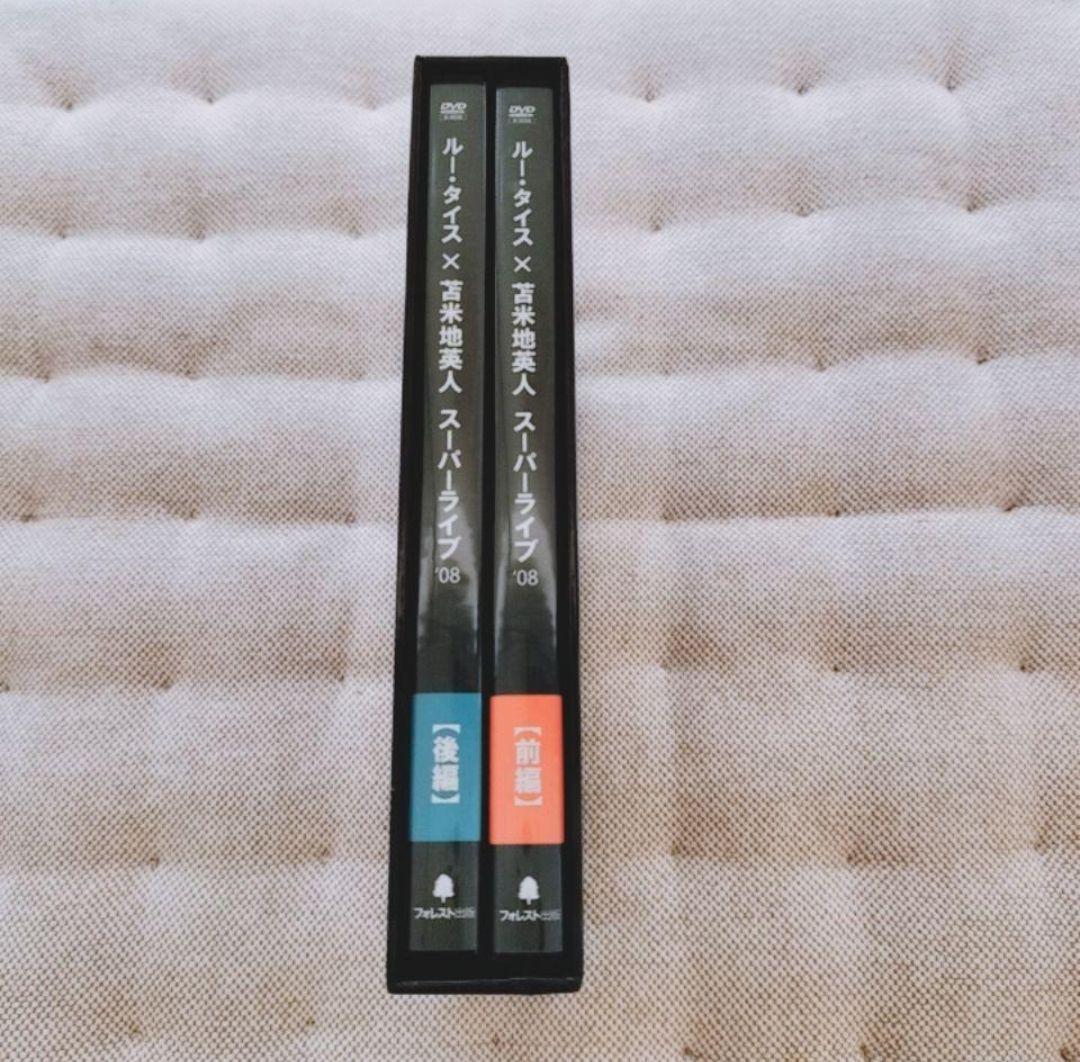 DVD
ルー・タイス × 苫米地英人 スーパーライブ '08
【前編】
フォレスト出版
DVD
ルー・タイス × 苫米地英人 スーパーライブ '08
【後編】
フォレスト出版